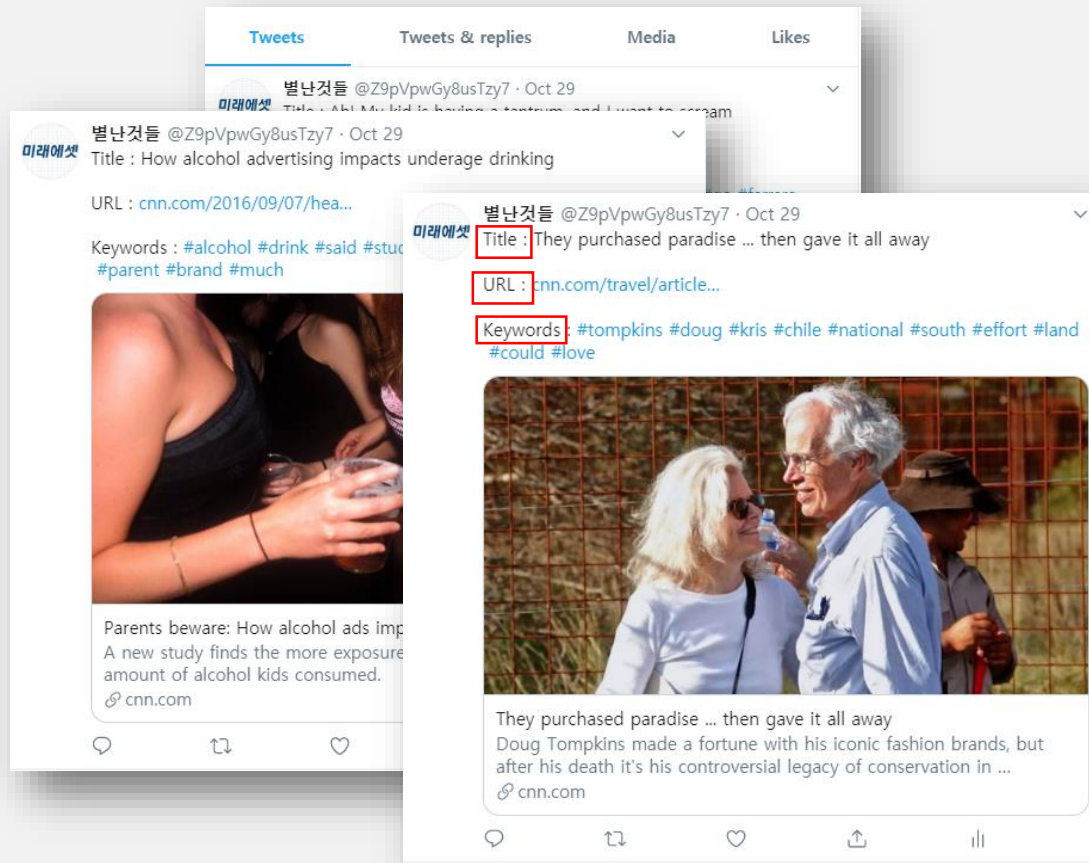 Tweets Tweets & replies Media Likes
별난것들 @Z9pVpwGy8usTzy7 · Oct 29
미래에셋
Title : Ah! My kid is having a tantrum, and I want to scream
별난것들 @Z9pVpwGy8usTzy7 · Oct 29
미래에셋
Title : How alcohol advertising impacts underage drinking
URL : cnn.com/2016/09/07/hea...
Keywords : #alcohol #drink #said #stud
#parent #brand #much
Parents beware: How alcohol ads imp
A new study finds the more exposure
amount of alcohol kids consumed.
cnn.com
별난것들 @Z9pVpwGy8usTzy7 · Oct 29
미래에셋
Title : They purchased paradise ... then gave it all away
URL : cnn.com/travel/article...
Keywords : #tompkins #doug #kris #chile #national #south #effort #land
#could #love
They purchased paradise ... then gave it all away
Doug Tompkins made a fortune with his iconic fashion brands, but
after his death it's his controversial legacy of conservation in ...
cnn.com